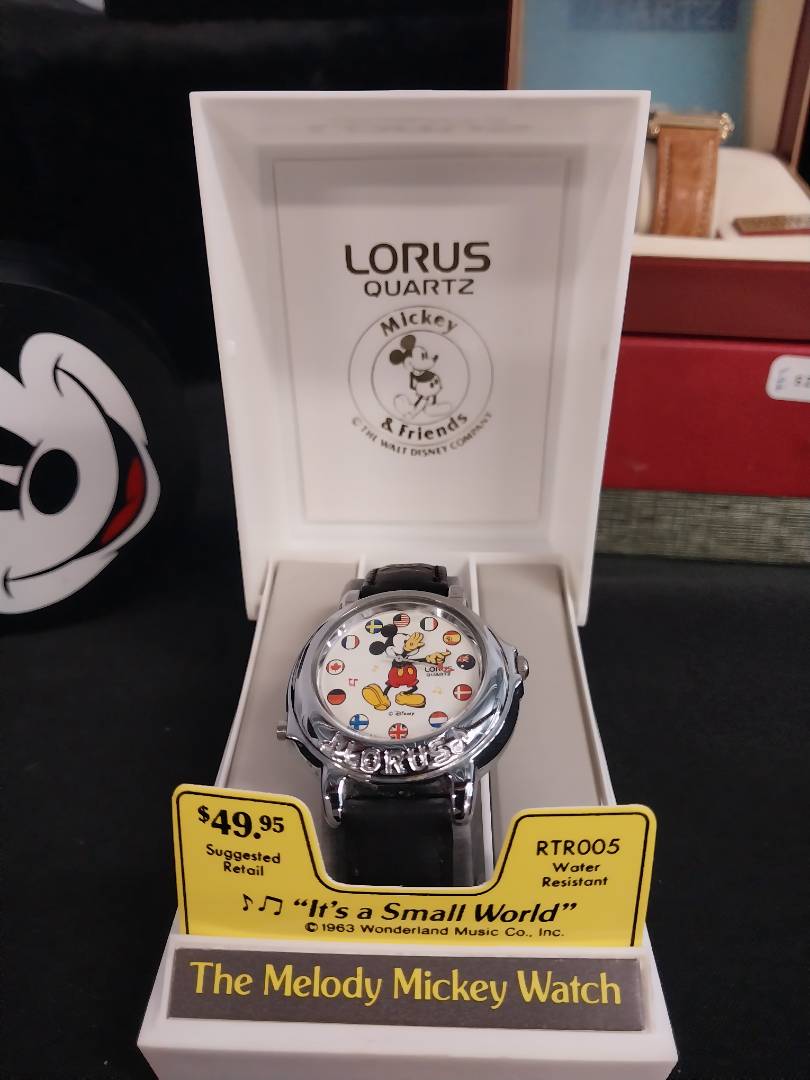 QUARTZ
LORUS
QUARTZ
Mickey
& Friends
© THE WALT DISNEY COMPANY
LORUS
QUARTZ
© Disney
LORUS
$49.95
Suggested
Retail
RTR005
Water
Resistant
"It's a Small World"
© 1963 Wonderland Music Co., Inc.
The Melody Mickey Watch